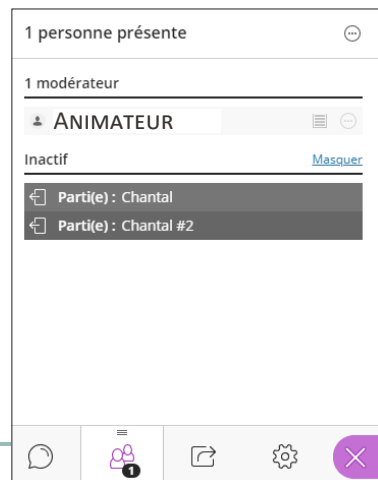 1 personne présente
1 modérateur
ANIMATEUR
Inactif Masquer
Parti(e) : Chantal
Parti(e) : Chantal #2
1